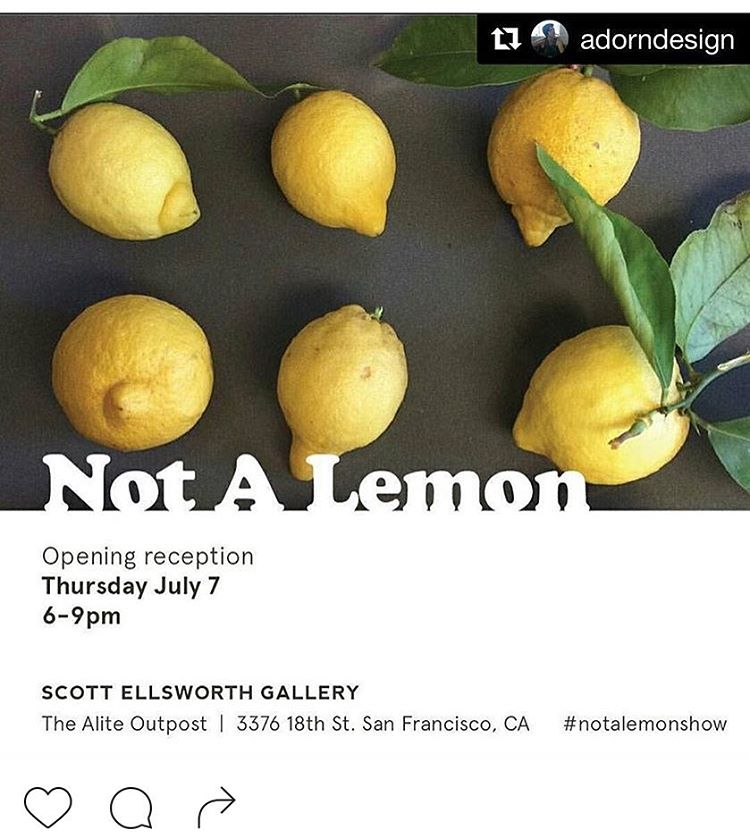 adorndesign
Not A Lemon
Opening reception
Thursday July 7
6-9pm
SCOTT ELLSWORTH GALLERY
The Alite Outpost | 3376 18th St. San Francisco, CA #notalemonshow